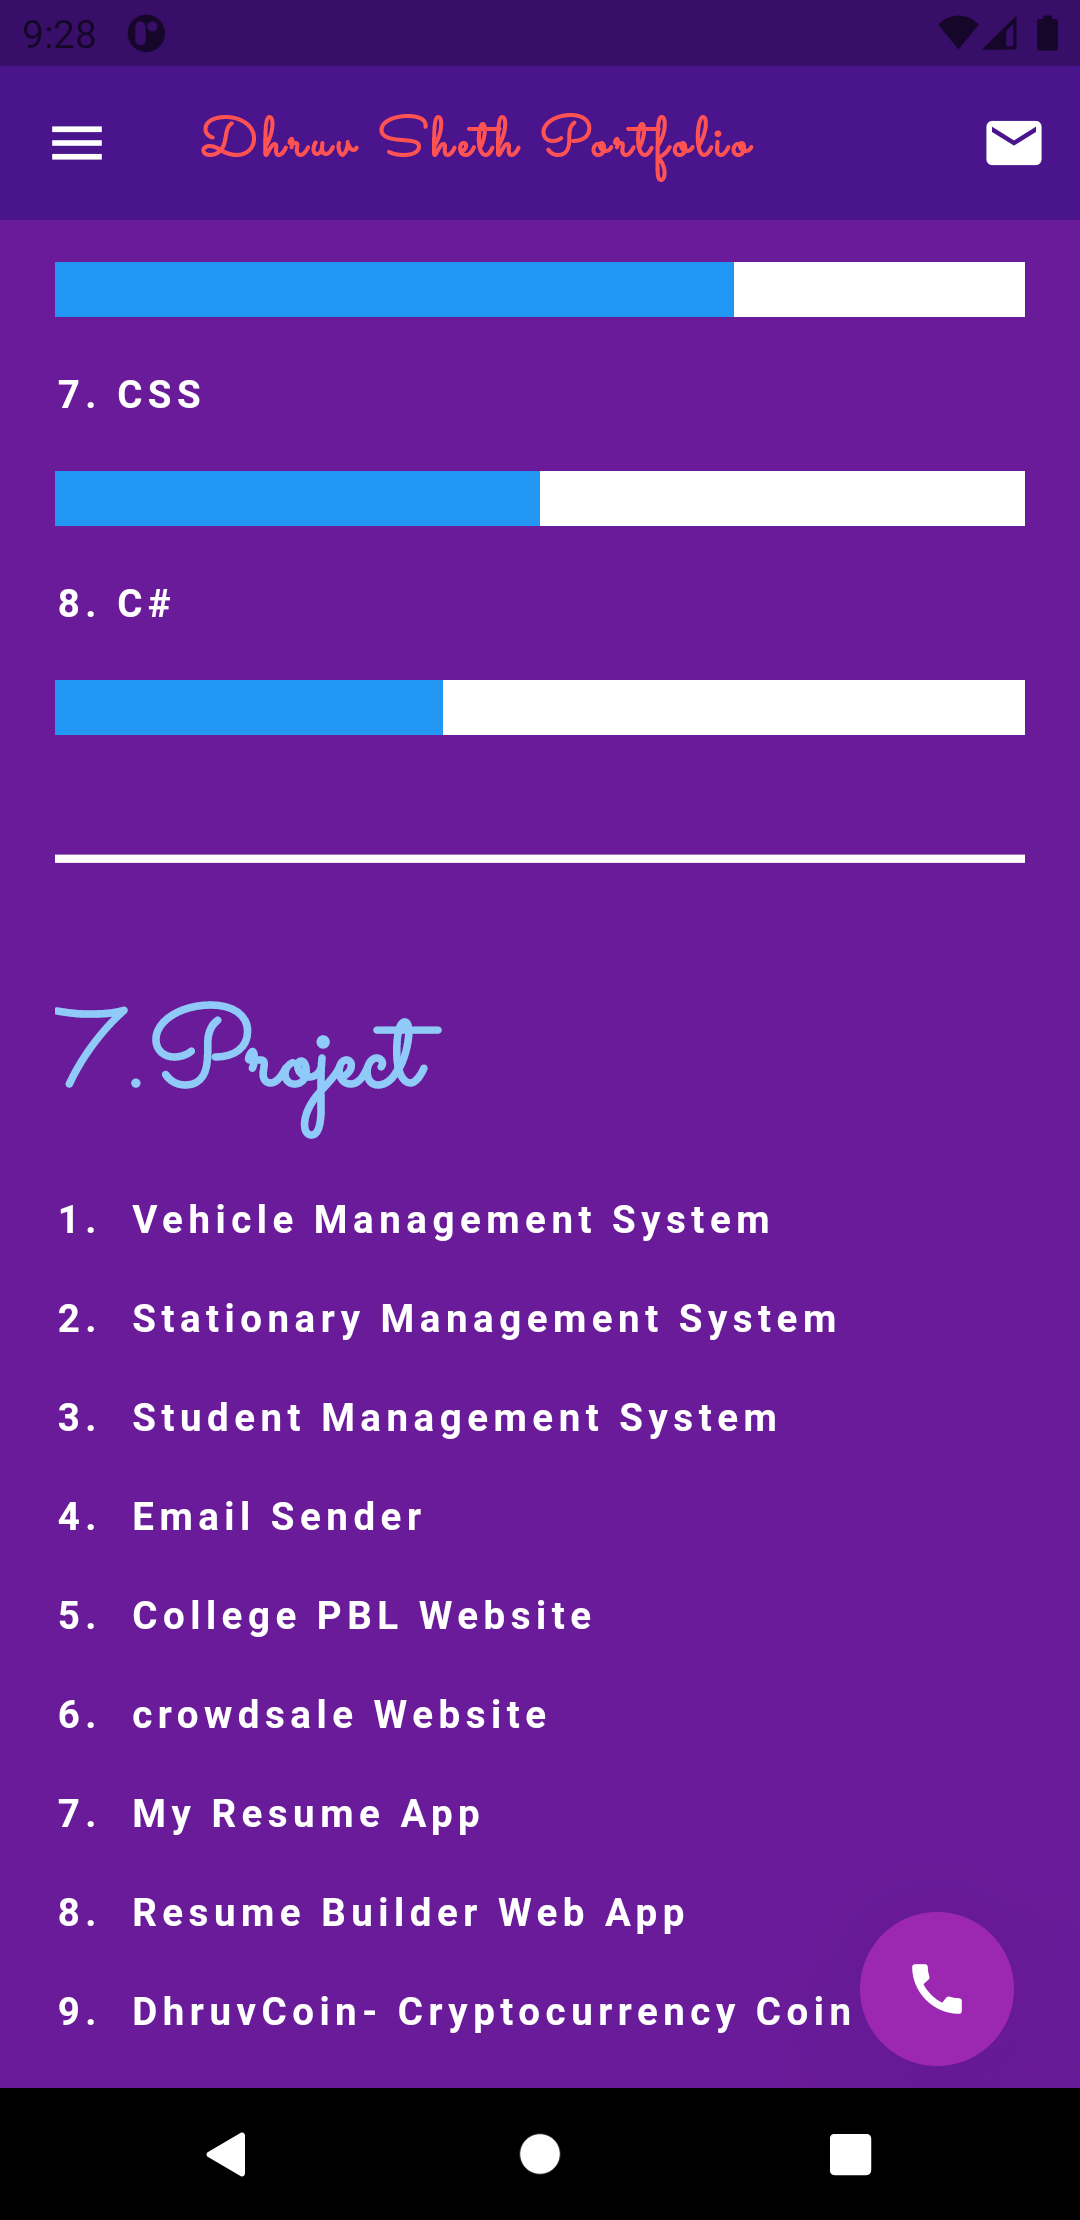 9:28
Dhruv Sheth Portfolio
7. CSS
8. C#
7.Project
1. Vehicle Management System
2. Stationary Management System
3. Student Management System
4. Email Sender
5. College PBL Website
6. crowdsale Website
7. My Resume App
8. Resume Builder Web App
9. DhruvCoin- Cryptocurrency Coin